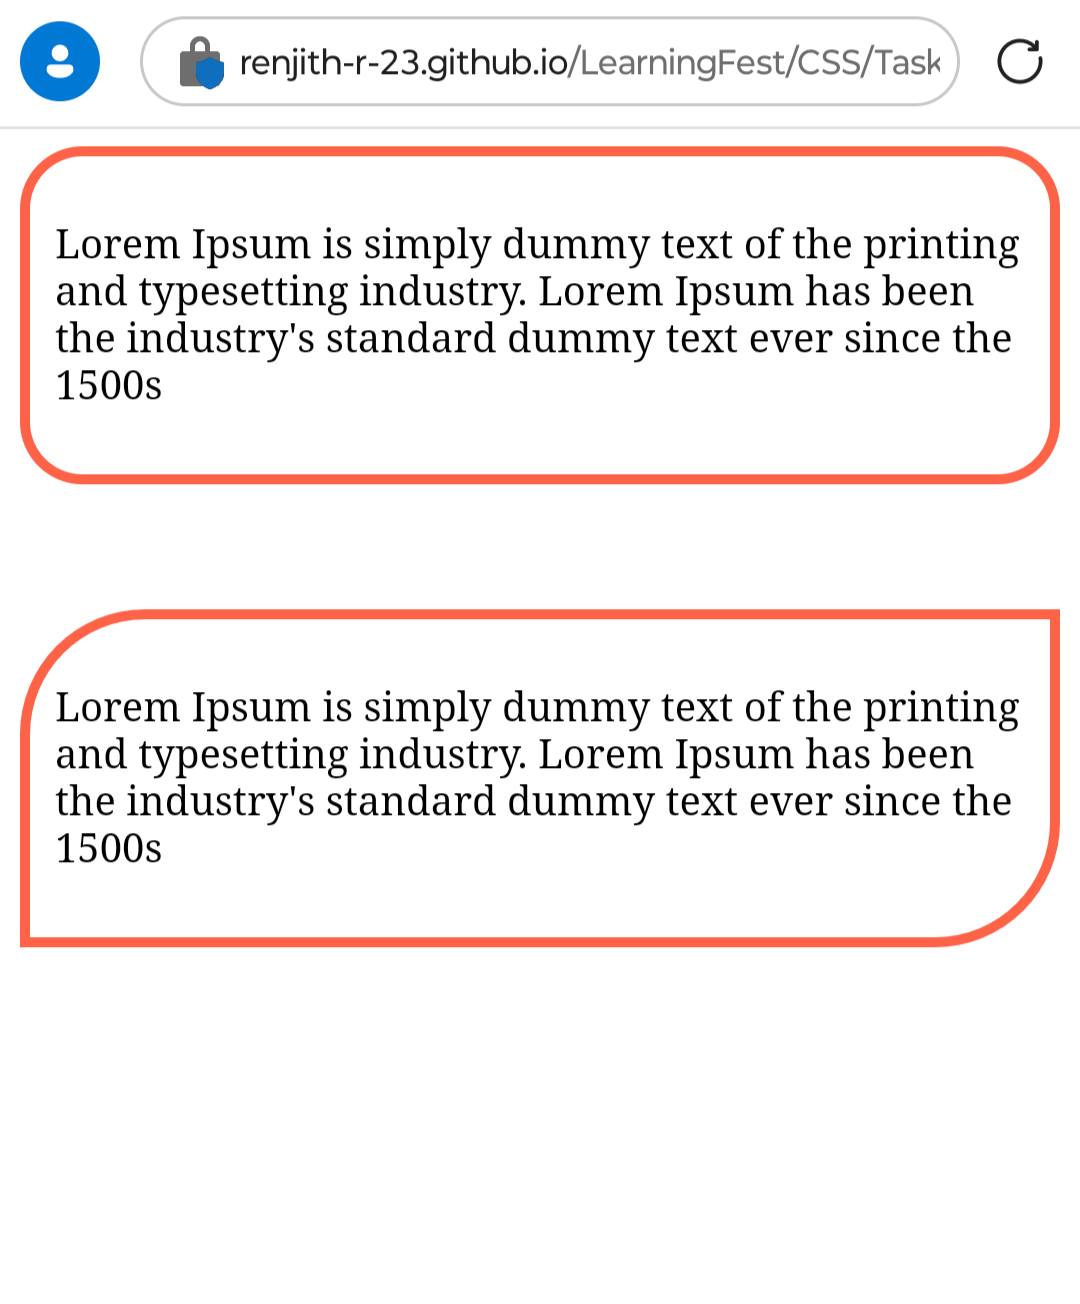 renjith-r-23.github.io/LearningFest/CSS/Task
Lorem Ipsum is simply dummy text of the printing
and typesetting industry. Lorem Ipsum has been
the industry's standard dummy text ever since the
1500s
Lorem Ipsum is simply dummy text of the printing
and typesetting industry. Lorem Ipsum has been
the industry's standard dummy text ever since the
1500s